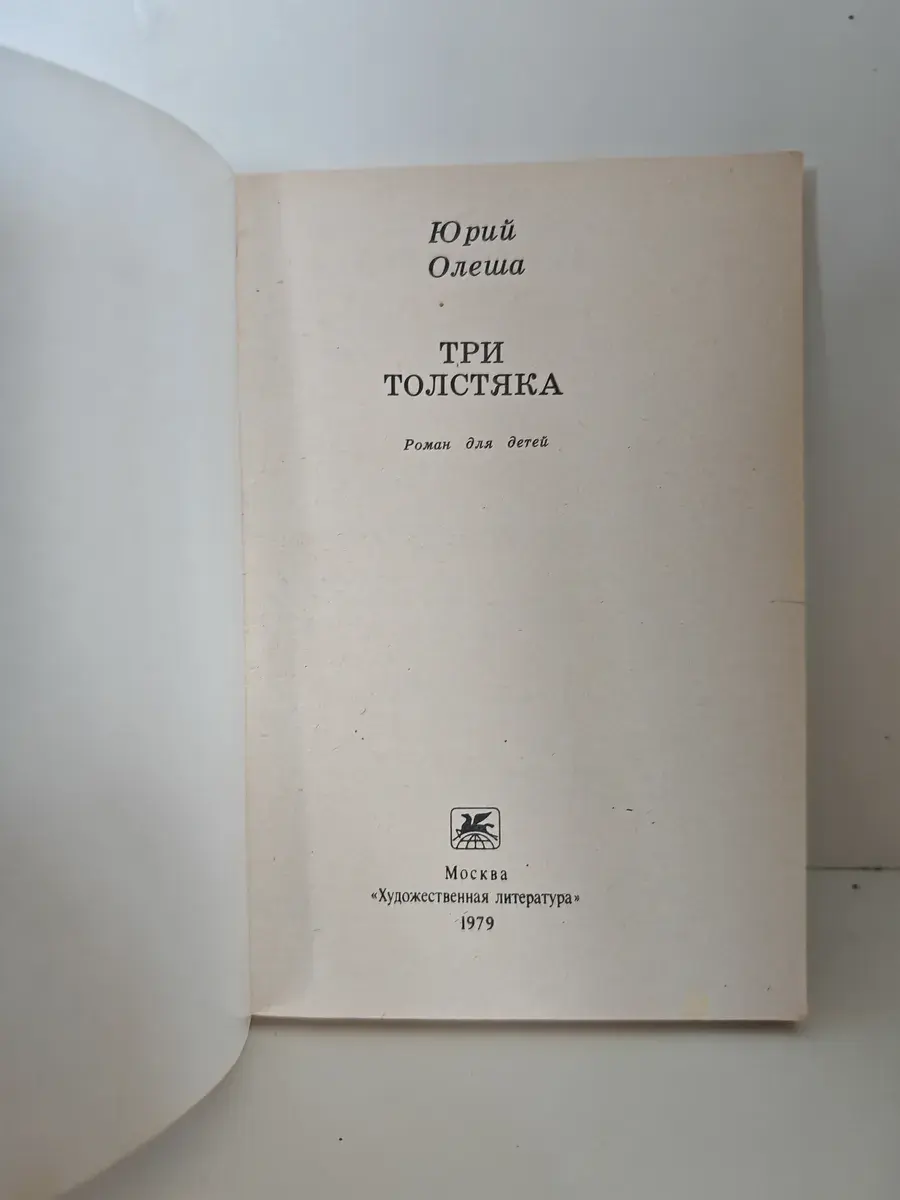 Юрий
Олеша
ТРИ
ТОЛСТЯКА
Роман для детей
Москва
«Художественная литература»
1979